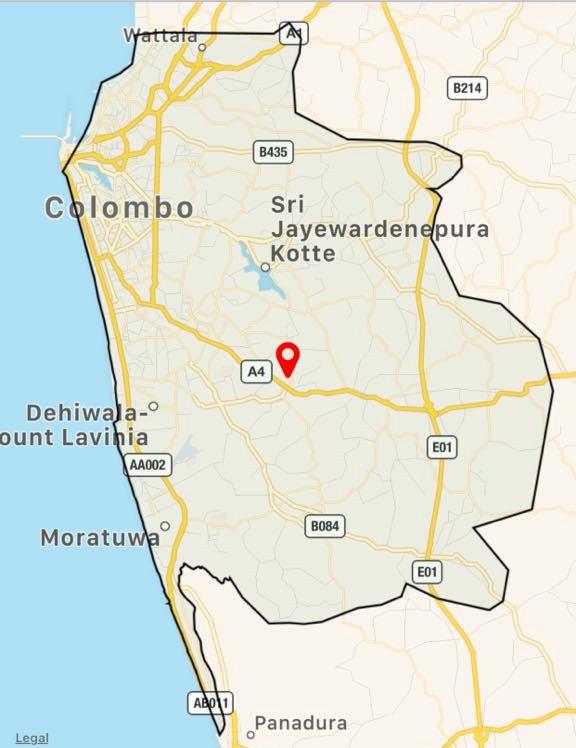 Wattala
A1
B214
B435
Colombo
Sri
Jayewardenepura
Kotte
A4
A4
Dehiwala-
ount Lavinia
E01
AA002
B084
Moratuwa
E01
AB011
Panadura
Legal